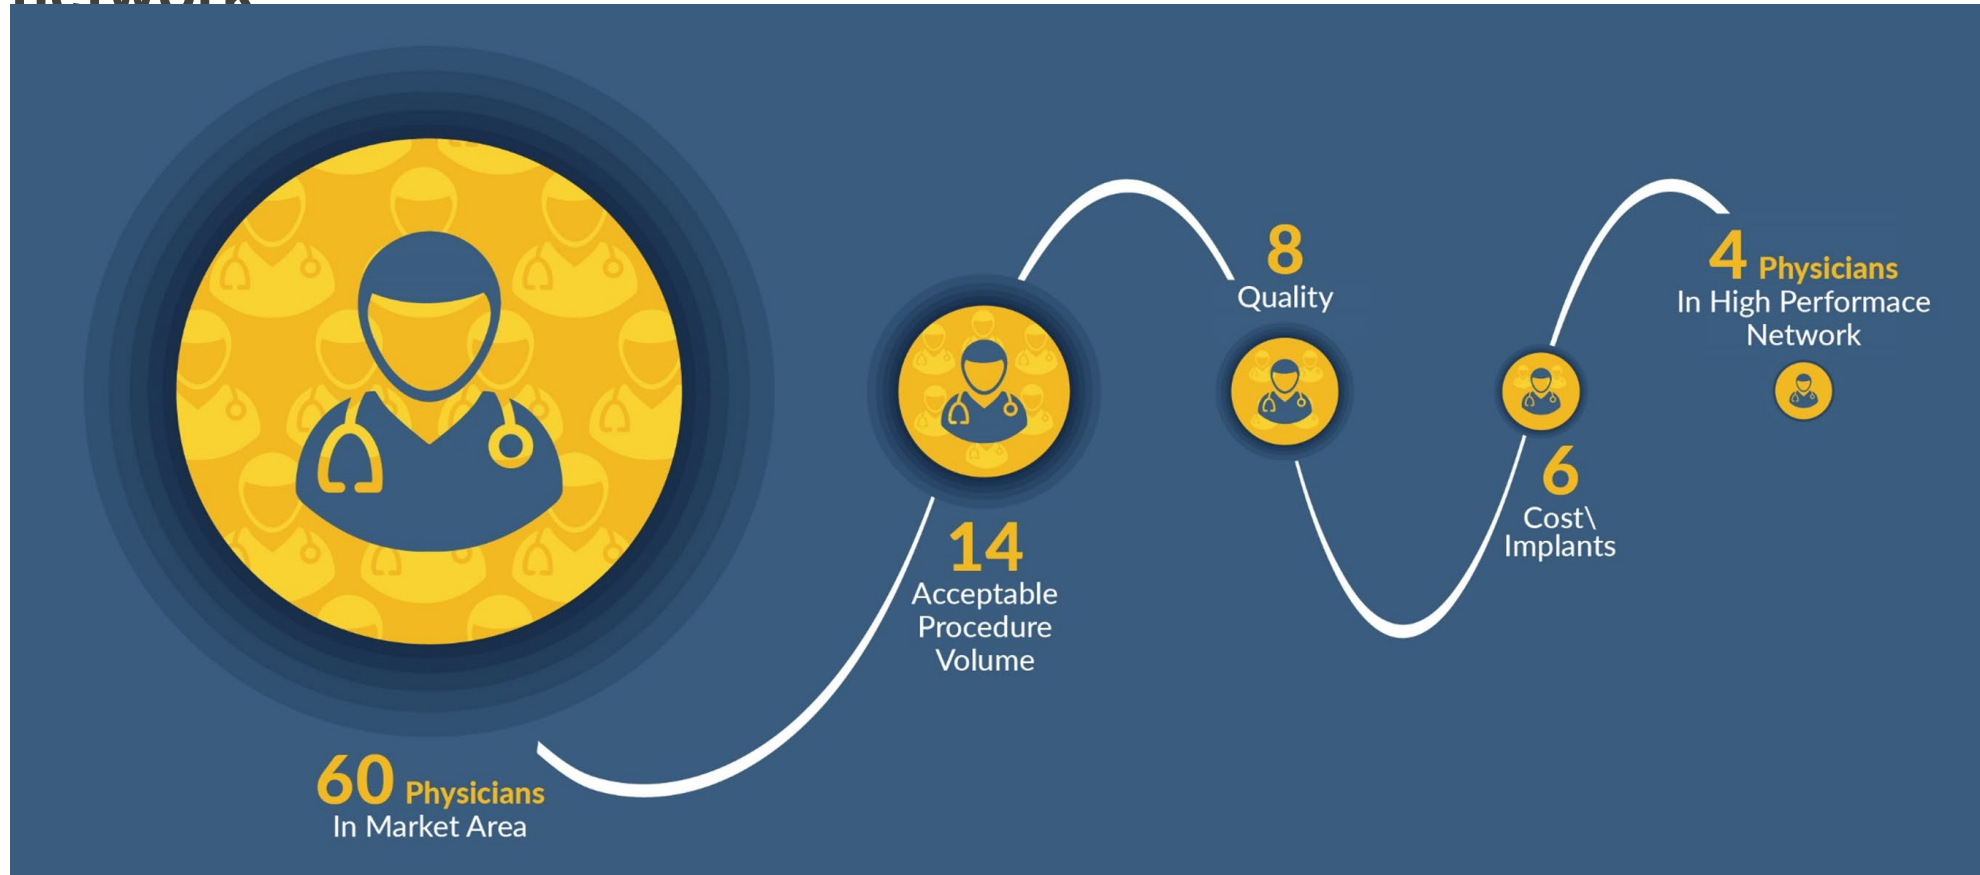 60 Physicians
In Market Area
14
Acceptable
Procedure
Volume
8
Quality
6
Cost\
Implants
4 Physicians
In High Performace
Network